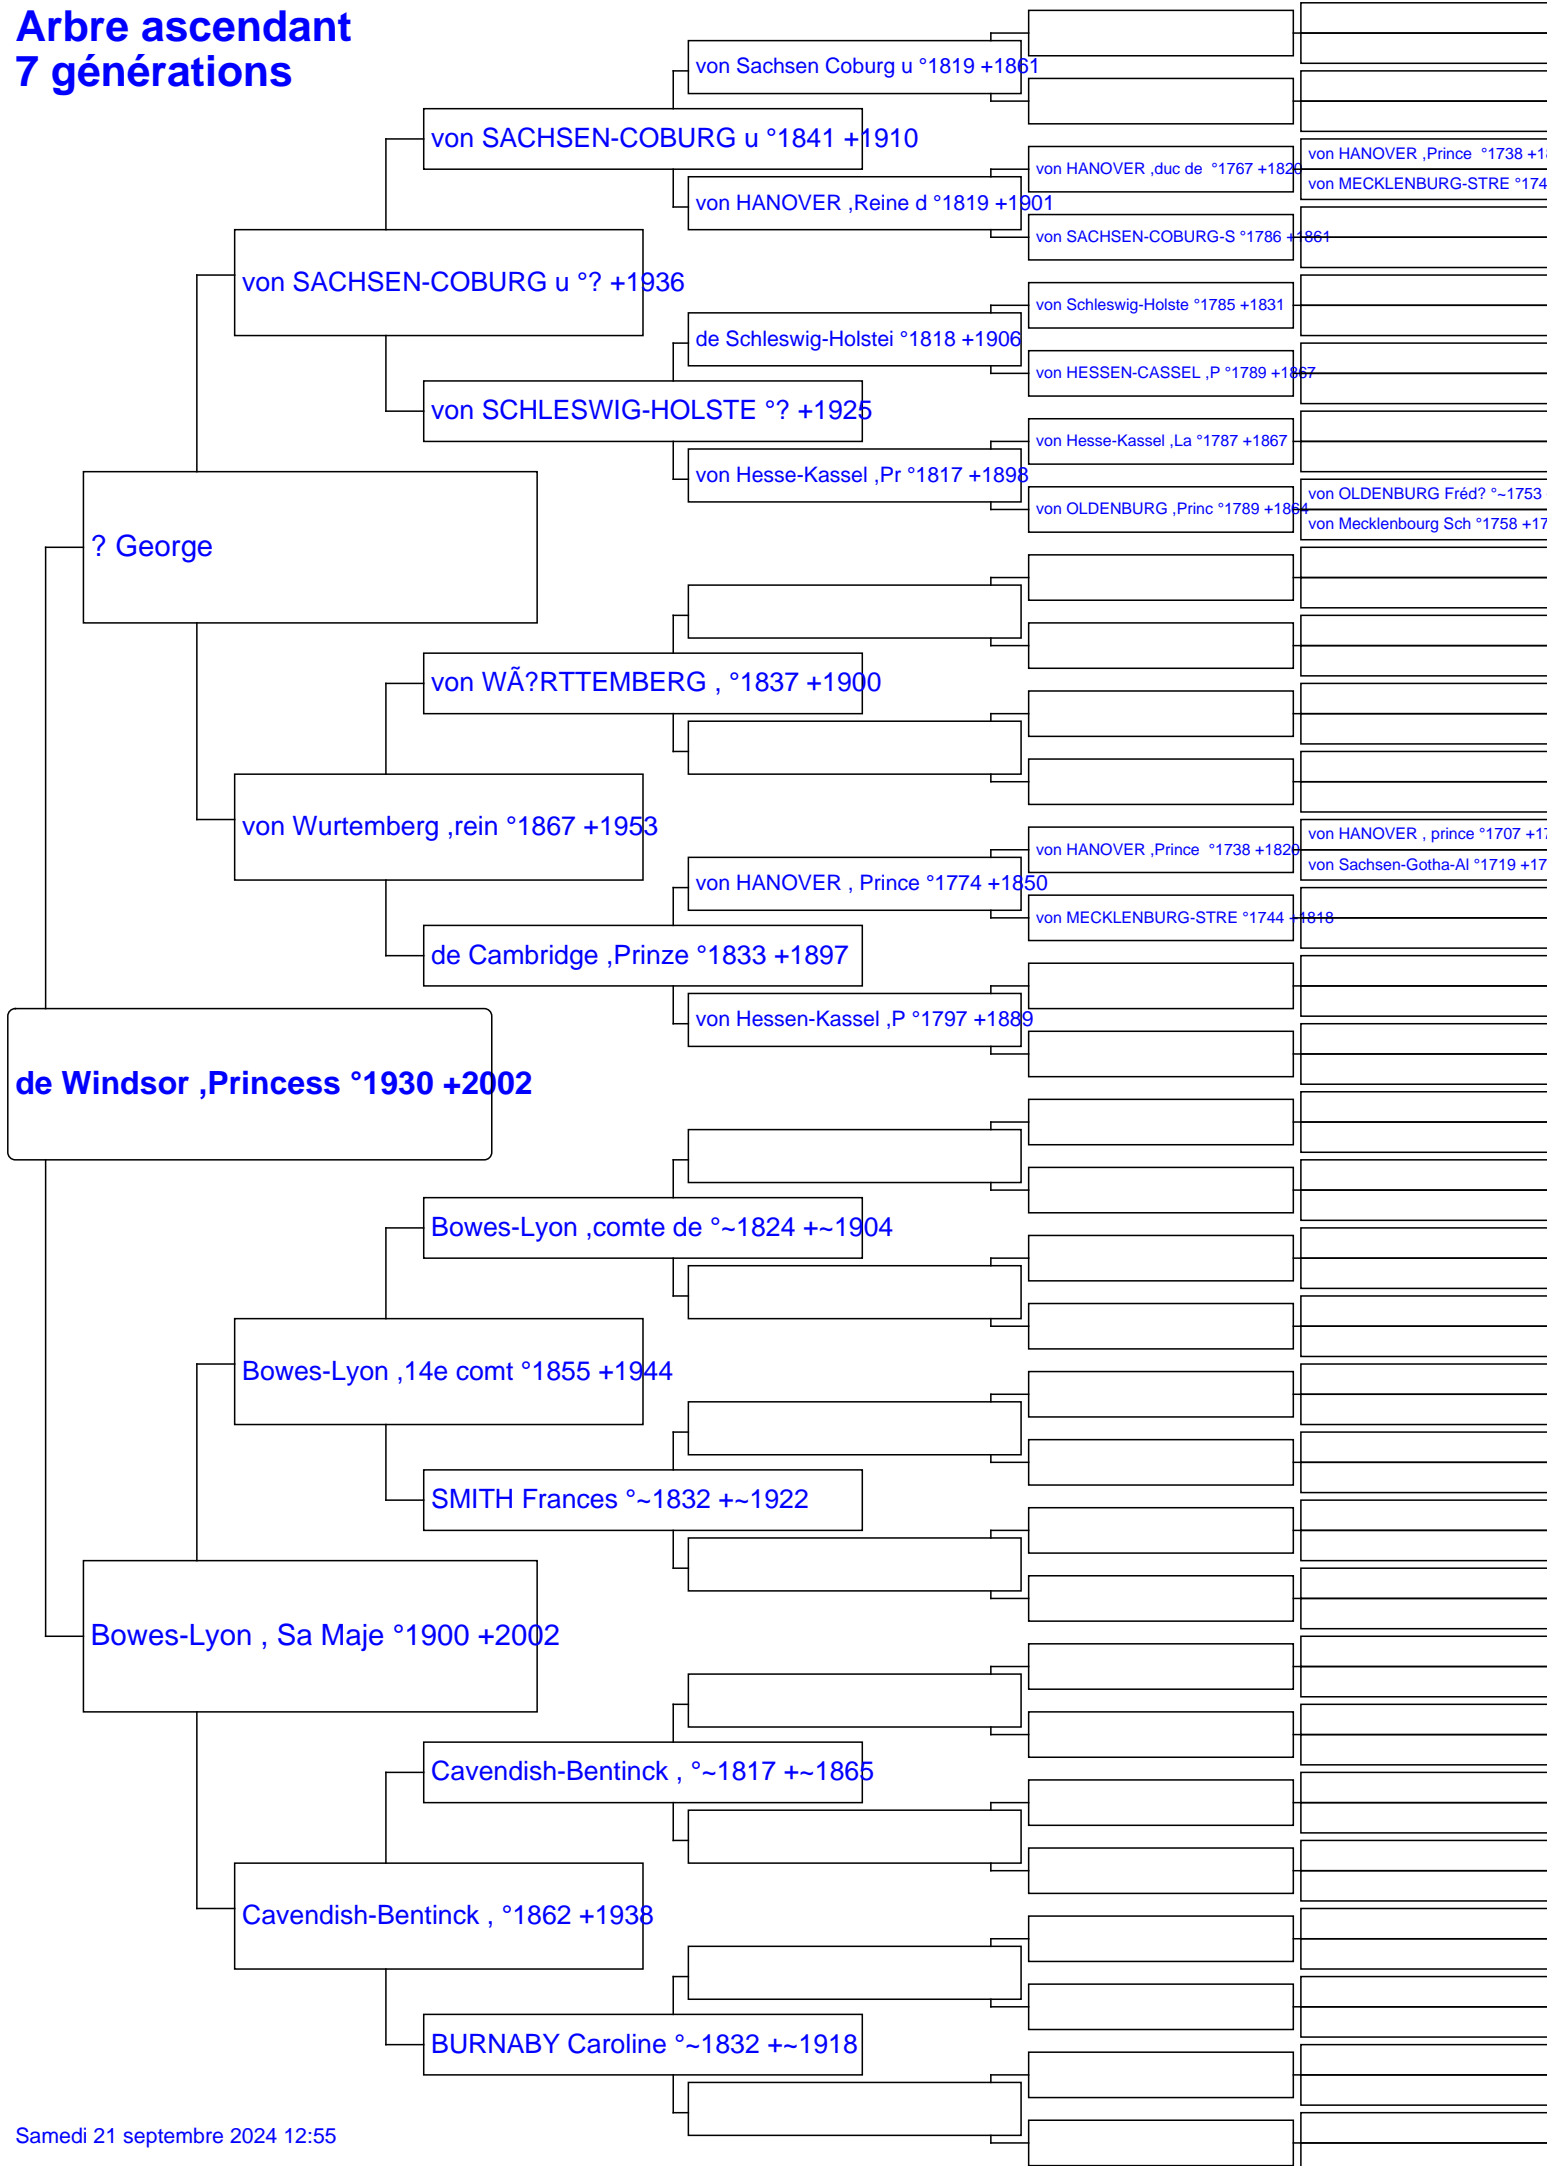 Arbre ascendant
7 générations
von Sachsen Coburg u °1819 +1861
von SACHSEN-COBURG u °1841 +1910
von HANOVER ,duc de °1767 +1820
von HANOVER ,Prince °1738 +18
von MECKLENBURG-STRE °174
von HANOVER ,Reine d °1819 +1901
von SACHSEN-COBURG-S °1786 +1861
von SACHSEN-COBURG u °? +1936
von Schleswig-Holste °1785 +1831
de Schleswig-Holstei °1818 +1906
von HESSEN-CASSEL ,P °1789 +1867
von SCHLESWIG-HOLSTE °? +1925
von Hesse-Kassel ,La °1787 +1867
von Hesse-Kassel ,Pr °1817 +1898
von OLDENBURG ,Princ °1789 +1864
von OLDENBURG Fréd? °~1753
von Mecklenbourg Sch °1758 +17
? George
von WÃ?RTTEMBERG , °1837 +1900
von Wurtemberg ,rein °1867 +1953
von HANOVER ,Prince °1738 +1820
von HANOVER , prince °1707 +17
von Sachsen-Gotha-Al °1719 +17
von HANOVER , Prince °1774 +1850
von MECKLENBURG-STRE °1744 +1818
de Cambridge ,Prinze °1833 +1897
von Hessen-Kassel ,P °1797 +1889
de Windsor ,Princess °1930 +2002
Bowes-Lyon ,comte de °~1824 +~1904
Bowes-Lyon ,14e comt °1855 +1944
SMITH Frances °~1832 +~1922
Bowes-Lyon , Sa Maje °1900 +2002
Cavendish-Bentinck , °~1817 +~1865
Cavendish-Bentinck , °1862 +1938
BURNABY Caroline °~1832 +~1918
Samedi 21 septembre 2024 12:55